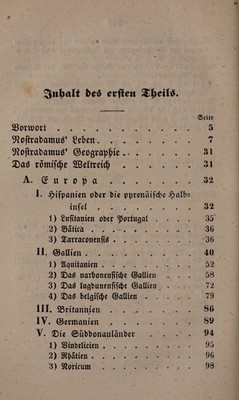 Inhalt des ersten Theils.
Seite
Vorwort . . . . . . . . . . . 5
Nostradamus' Leben . . . . . . . . 7
Nostradamus' Geographie . . . . . . . 31
Das römische Weltreich . . . . . . . 31
A. Europa . . . . . . . . . . 32
I. Hispanien oder die pyrenäische Halb-
insel . . . . . . . . . . 32
1) Lusitanien oder Portugal . . . . 35
2) Bätica . . . . . . . . . 36
3) Tarraconensis . . . . . . . 36
II. Gallien . . . . . . . . . . 40
1) Aquitanien . . . . . . . . 52
2) Das narbonensische Gallien . . . 58
3) Das lugdunensische Gallien . . . 72
4) Das belgische Gallien . . . . . 79
III. Britannien . . . . . . . . 86
IV. Germanien . . . . . . . . 89
V. Die Süddonauländer . . . . . . 94
1) Vindelicien . . . . . . . . 95
2) Rhätien . . . . . . . . . 96
3) Noricum . . . . . . . . . 98